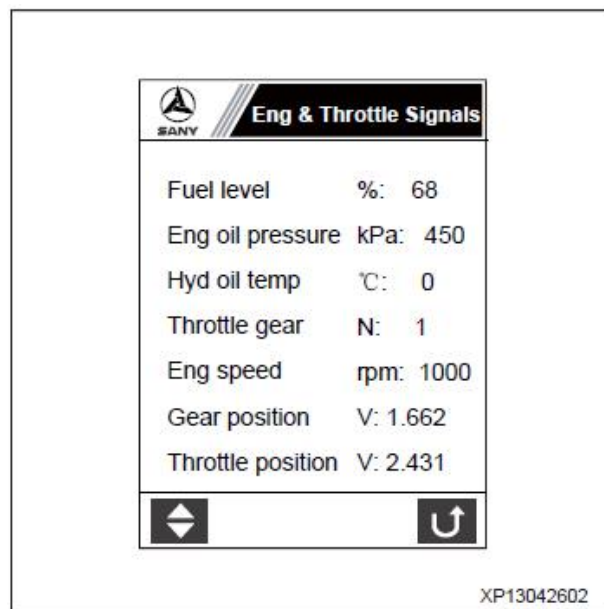 SANY
Eng & Throttle Signals
Fuel level %: 68
Eng oil pressure kPa: 450
Hyd oil temp ℃: 0
Throttle gear N: 1
Eng speed rpm: 1000
Gear position V: 1.662
Throttle position V: 2.431
XP13042602